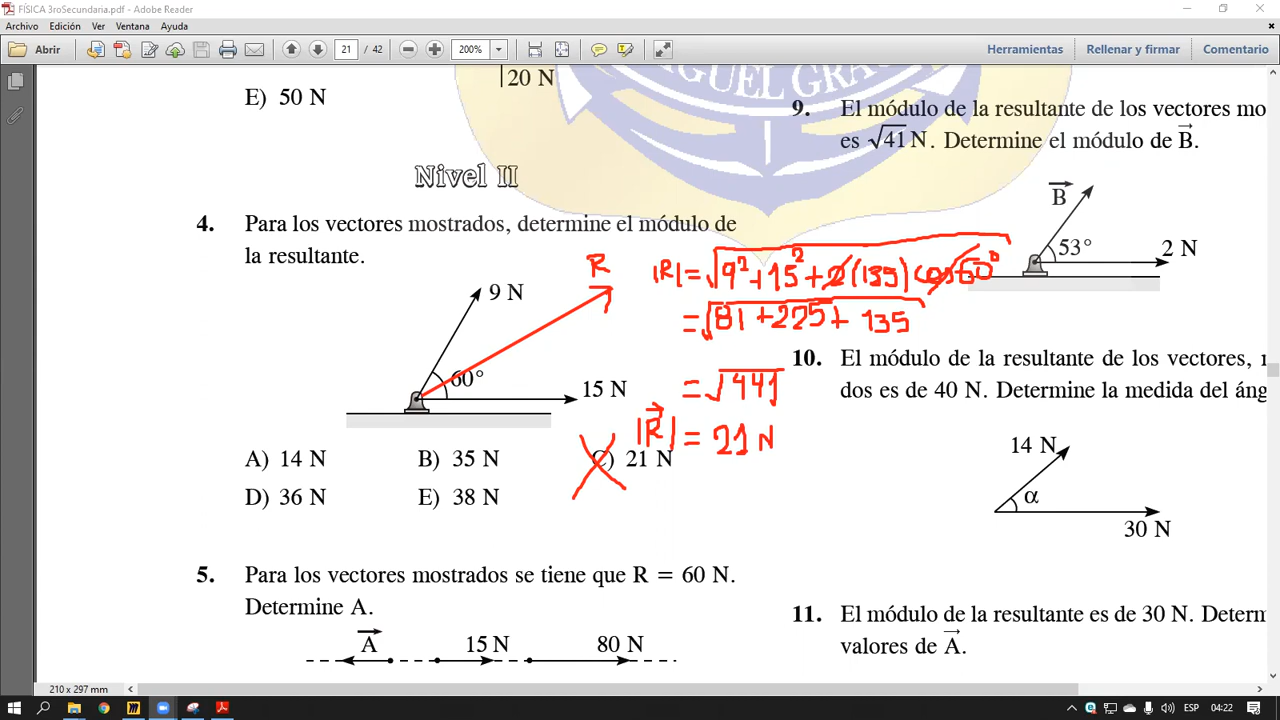 FÍSICA 3roSecundaria.pdf - Adobe Reader
Archivo Edición Ver Ventana Ayuda
Abrir 21 / 42 200% Herramientas Rellenar y firmar Comentario
20 N
E) 50 N
Nivel II
4. Para los vectores mostrados, determine el módulo de
la resultante.
R
9 N
60°
15 N
|R| = √9² + 15² + 2(135) cos 60°
= √81 + 225 + 135
= √441
|R⃗| = 21 N
A) 14 N B) 35 N C) 21 N
D) 36 N E) 38 N
5. Para los vectores mostrados se tiene que R = 60 N.
Determine A.
A⃗ 15 N 80 N
9. El módulo de la resultante de los vectores mo
es √41 N. Determine el módulo de B⃗.
B⃗
53°
2 N
10. El módulo de la resultante de los vectores,
dos es de 40 N. Determine la medida del áng
14 N
α
30 N
11. El módulo de la resultante es de 30 N. Determ
valores de A⃗.
210 x 297 mm
ESP 04:22